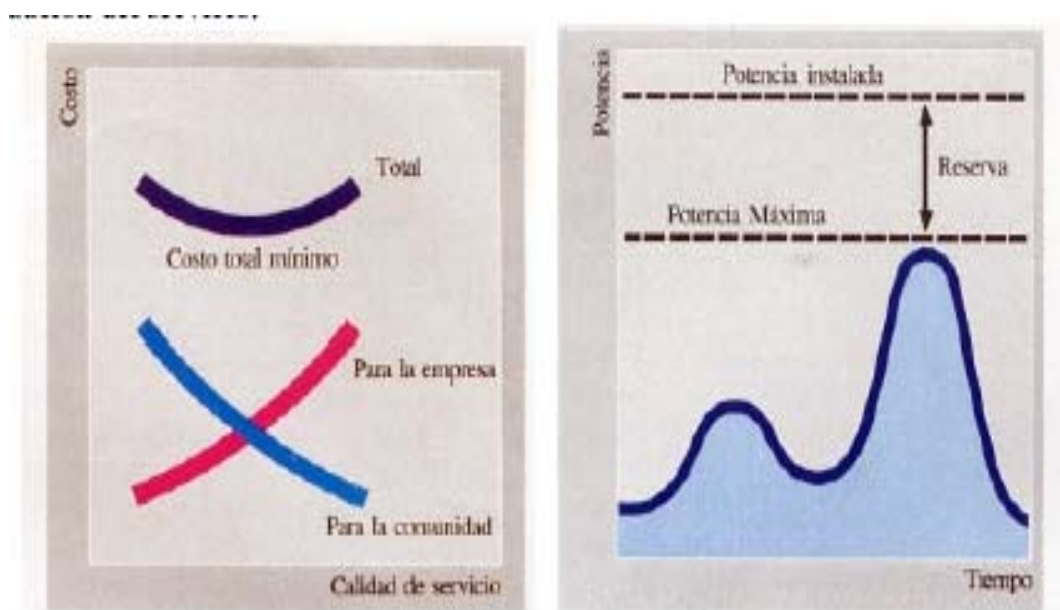 Costo
Total
Costo total mínimo
Para la empresa
Para la comunidad
Calidad de servicio
Potencia
Potencia instalada
Reserva
Potencia Máxima
Tiempo